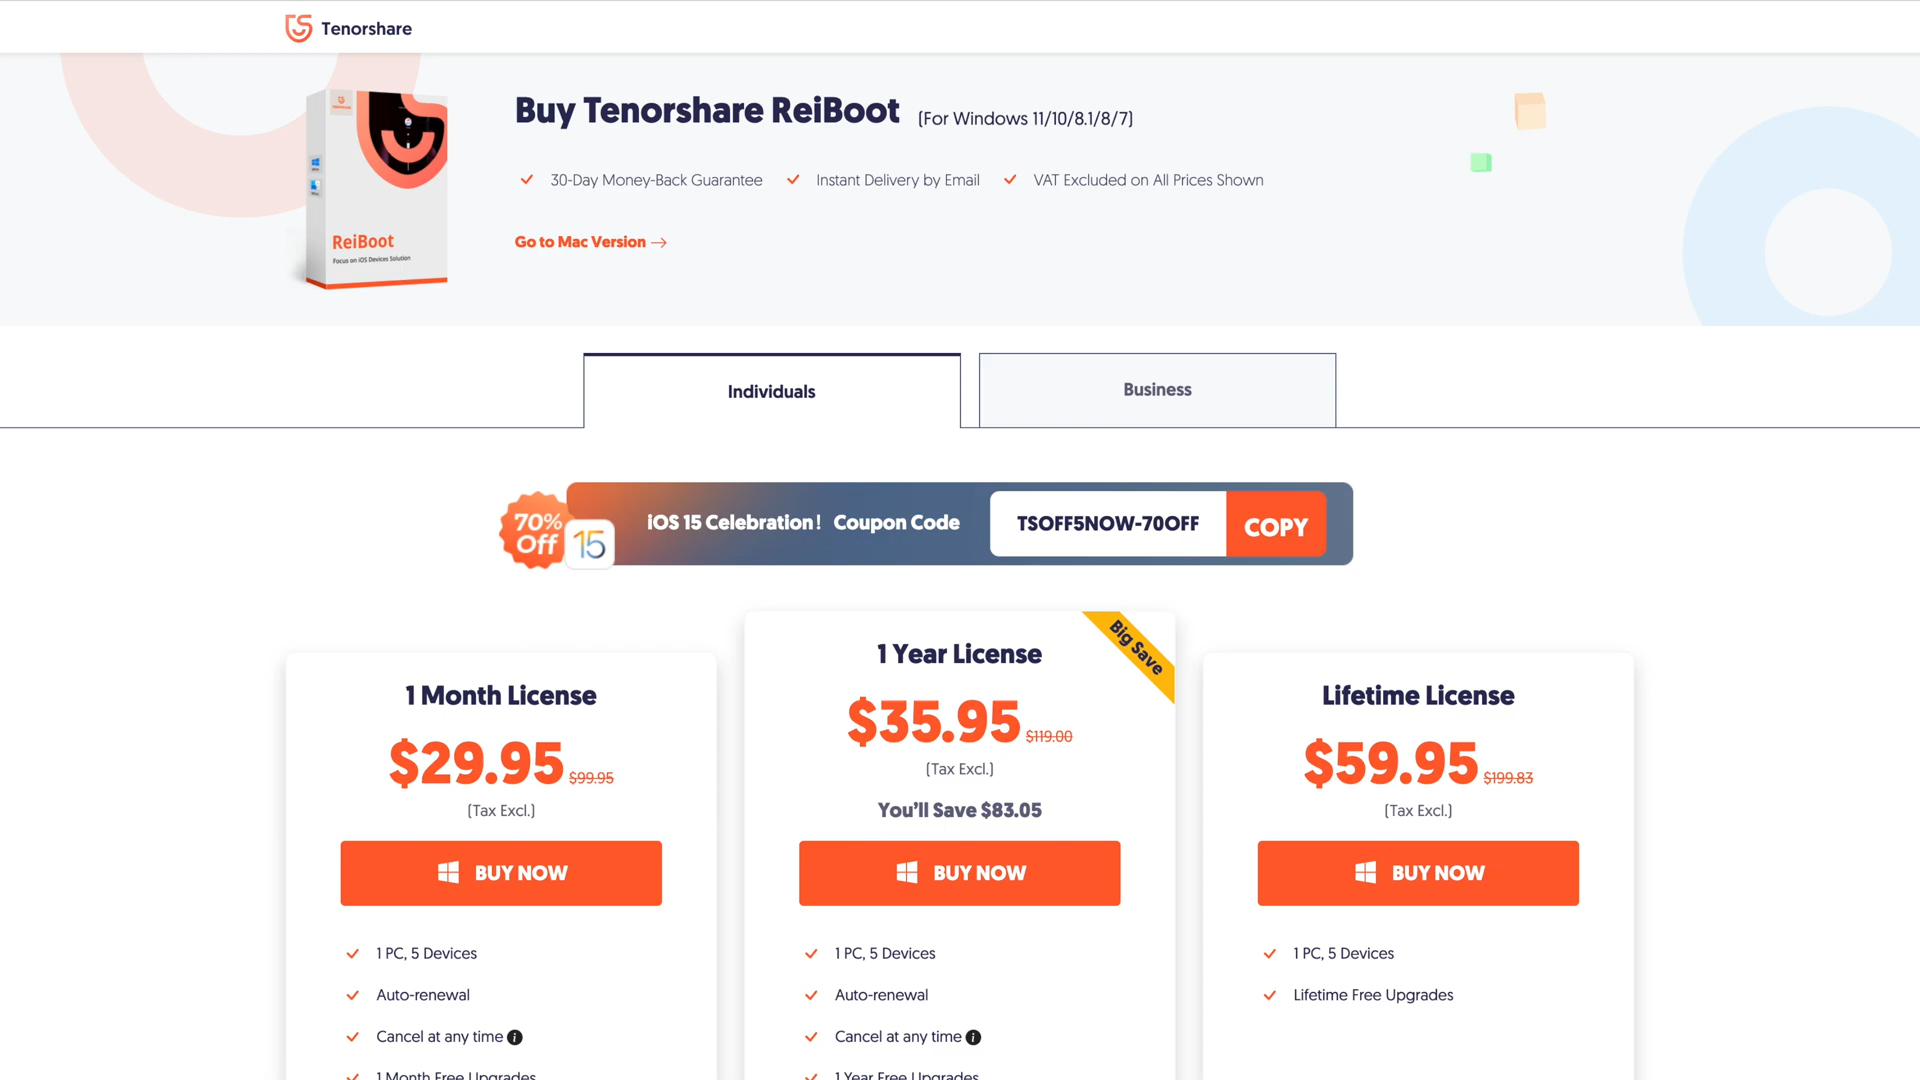 Tenorshare
Buy Tenorshare ReiBoot (For Windows 11/10/8.1/8/7)
30-Day Money-Back Guarantee
Instant Delivery by Email
VAT Excluded on All Prices Shown
Go to Mac Version →
ReiBoot
Focus on iOS Devices Solution
Individuals
Business
70%
Off
15
iOS 15 Celebration! Coupon Code
TSOFF5NOW-70OFF
COPY
1 Month License
$29.95 $99.95
(Tax Excl.)
BUY NOW
1 PC, 5 Devices
Auto-renewal
Cancel at any time
1 Month Free Upgrades
Big Save
1 Year License
$35.95 $119.00
(Tax Excl.)
You'll Save $83.05
BUY NOW
1 PC, 5 Devices
Auto-renewal
Cancel at any time
1 Year Free Upgrades
Lifetime License
$59.95 $199.83
(Tax Excl.)
BUY NOW
1 PC, 5 Devices
Lifetime Free Upgrades